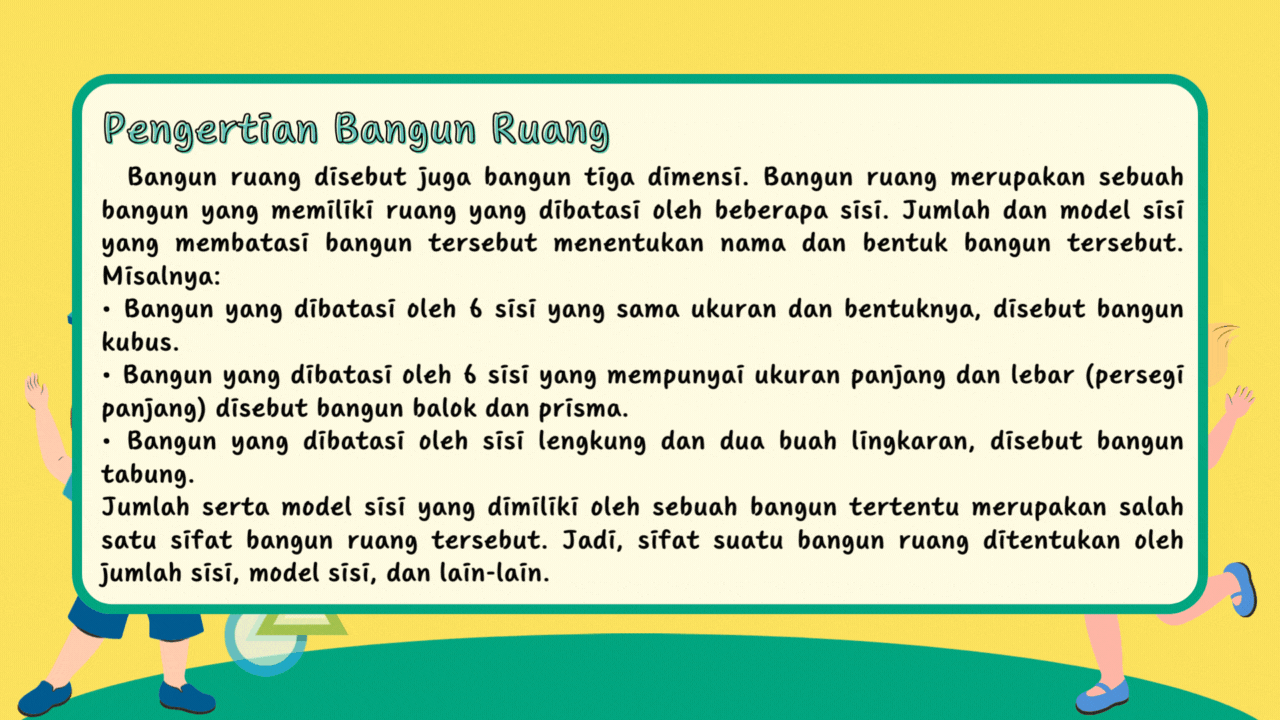 Pengertian Bangun Ruang
Bangun ruang disebut juga bangun tiga dimensi. Bangun ruang merupakan sebuah
bangun yang memiliki ruang yang dibatasi oleh beberapa sisi. Jumlah dan model sisi
yang membatasi bangun tersebut menentukan nama dan bentuk bangun tersebut.
Misalnya:
• Bangun yang dibatasi oleh 6 sisi yang sama ukuran dan bentuknya, disebut bangun
kubus.
• Bangun yang dibatasi oleh 6 sisi yang mempunyai ukuran panjang dan lebar (persegi
panjang) disebut bangun balok dan prisma.
• Bangun yang dibatasi oleh sisi lengkung dan dua buah lingkaran, disebut bangun
tabung.
Jumlah serta model sisi yang dimiliki oleh sebuah bangun tertentu merupakan salah
satu sifat bangun ruang tersebut. Jadi, sifat suatu bangun ruang ditentukan oleh
jumlah sisi, model sisi, dan lain-lain.